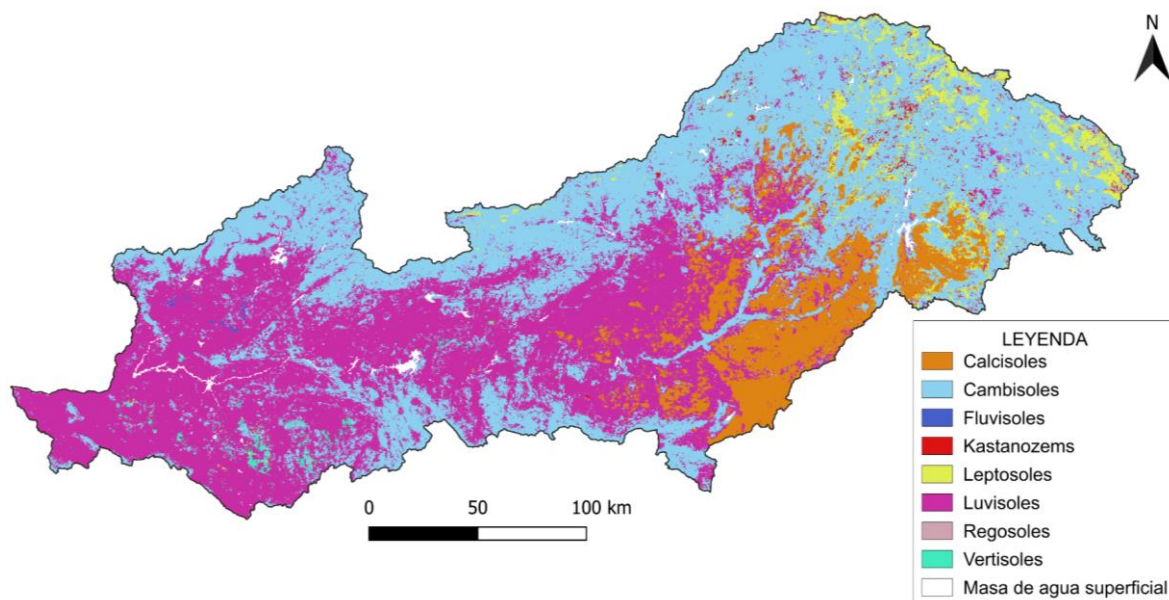 N
LEYENDA
Calcisoles
Cambisoles
Fluvisoles
Kastanozems
Leptosoles
Luvisoles
Regosoles
Vertisoles
Masa de agua superficial
0 50 100 km